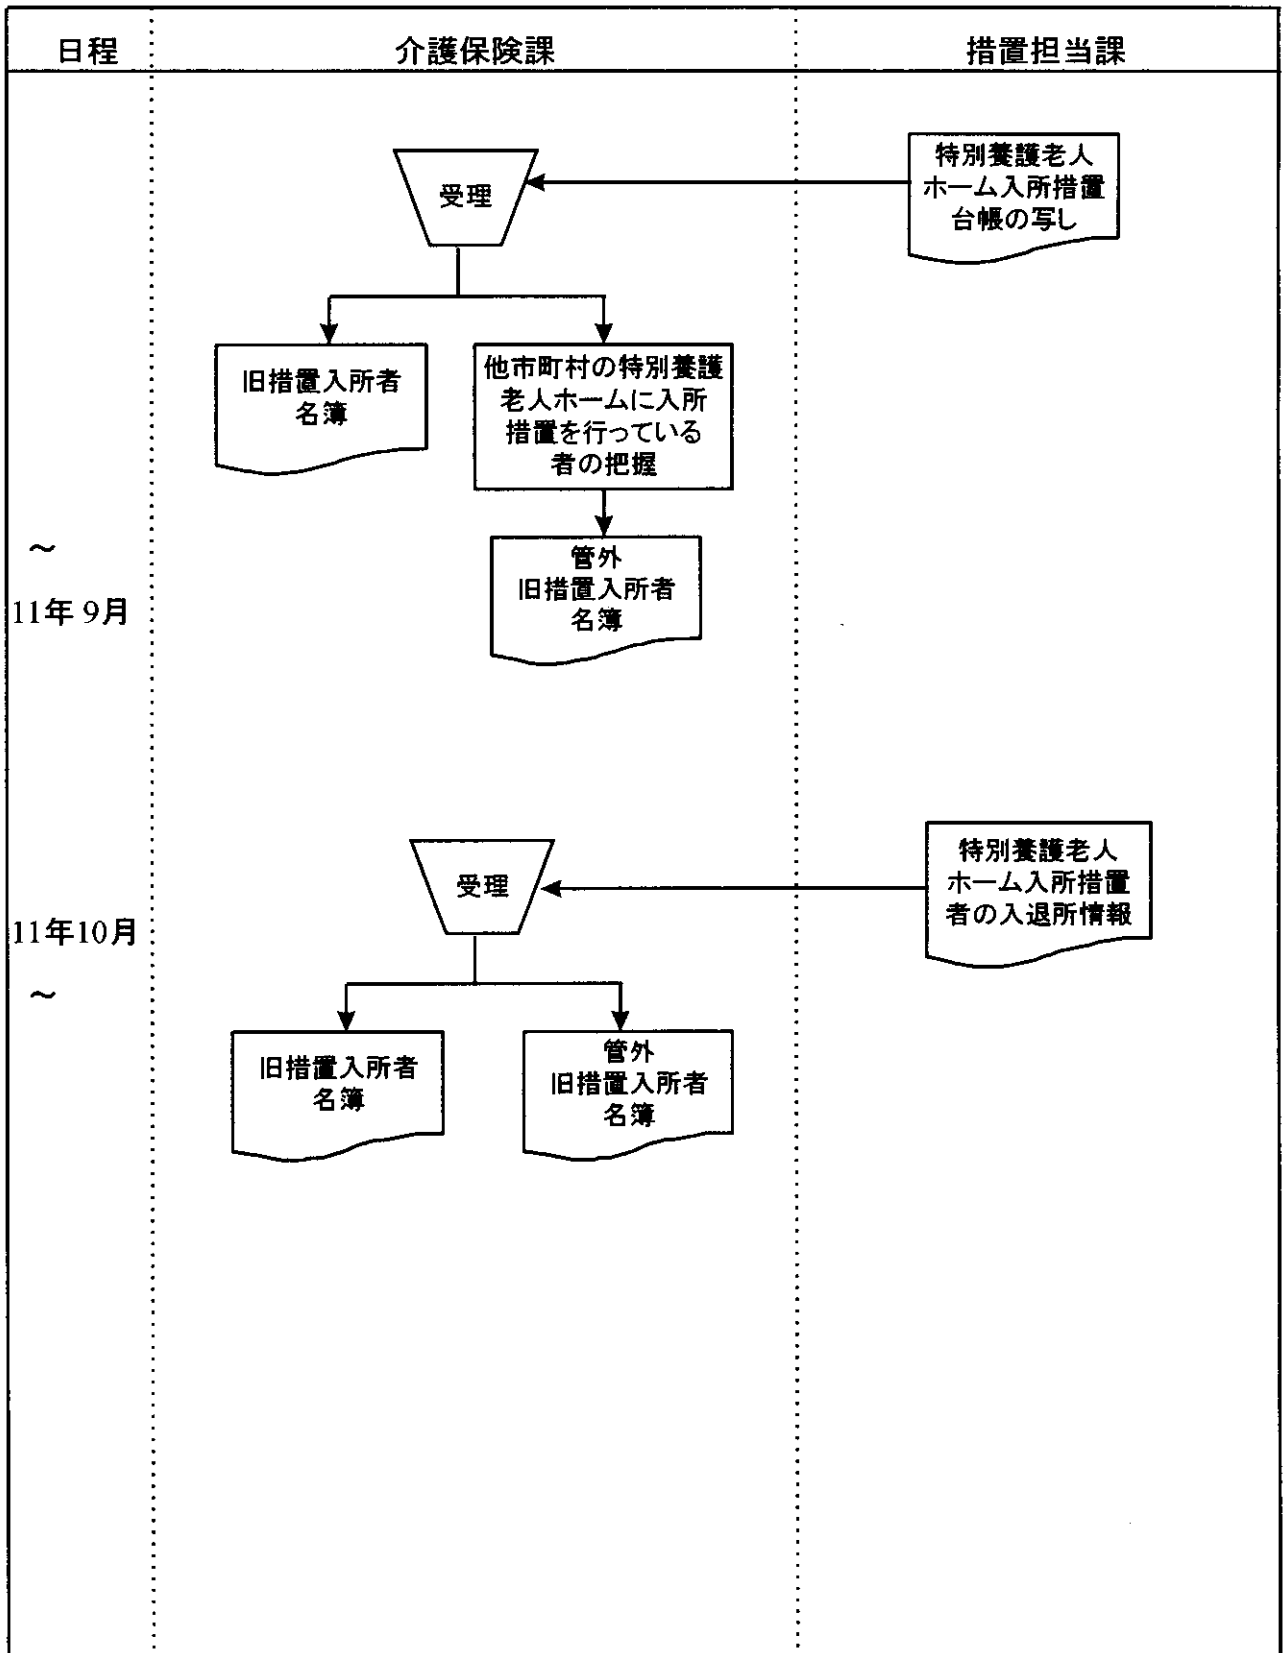 日程
介護保険課
措置担当課
特別養護老人
ホーム入所措置
台帳の写し
受理
旧措置入所者
名簿
他市町村の特別養護
老人ホームに入所
措置を行っている
者の把握
管外
旧措置入所者
名簿
～
11年 9月
特別養護老人
ホーム入所措置
者の入退所情報
受理
11年10月
～
旧措置入所者
名簿
管外
旧措置入所者
名簿